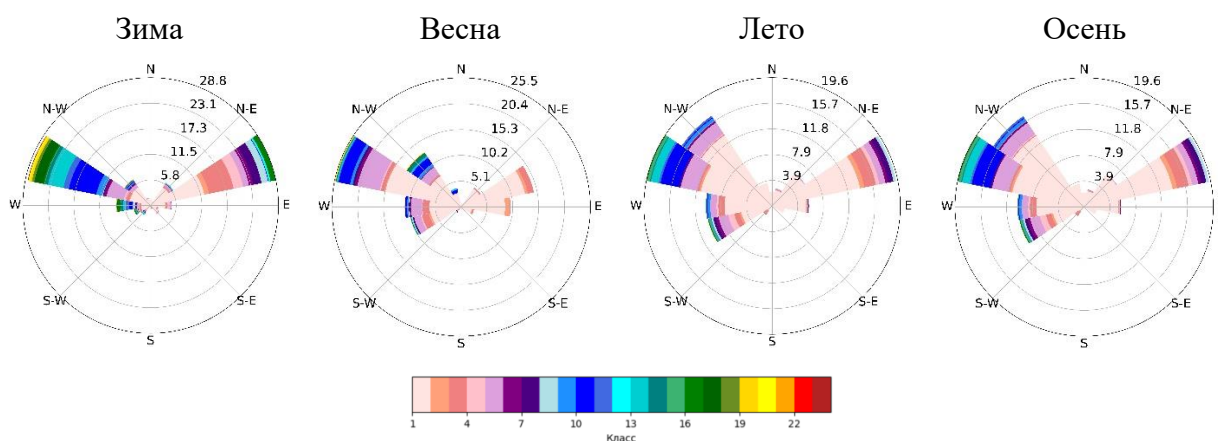 Зима Весна Лето Осень
N N N N
28.8 25.5 19.6 19.6
N-W 23.1 N-E N-W 20.4 N-E N-W 15.7 N-E N-W 15.7 N-E
17.3 15.3 11.8 11.8
11.5 10.2 7.9 7.9
5.8 5.1 3.9 3.9
W E W E W E W E
S-W S-E S-W S-E S-W S-E S-W S-E
S S S S
1 4 7 10 13 16 19 22
Класс